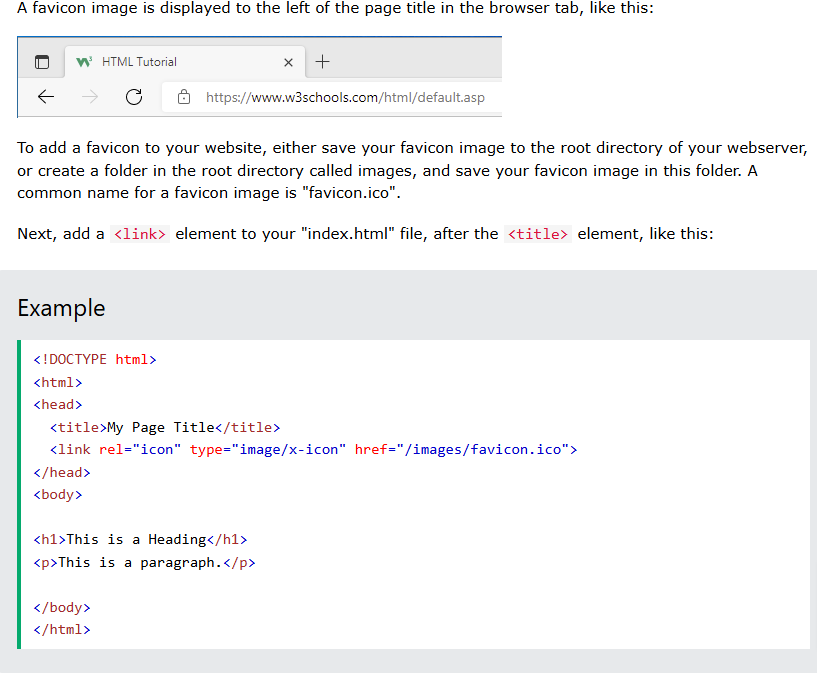 A favicon image is displayed to the left of the page title in the browser tab, like this:
W3 HTML Tutorial
https://www.w3schools.com/html/default.asp
To add a favicon to your website, either save your favicon image to the root directory of your webserver,
or create a folder in the root directory called images, and save your favicon image in this folder. A
common name for a favicon image is "favicon.ico".
Next, add a <link> element to your "index.html" file, after the <title> element, like this:
Example
<!DOCTYPE html>
<html>
<head>
  <title>My Page Title</title>
  <link rel="icon" type="image/x-icon" href="/images/favicon.ico">
</head>
<body>
<h1>This is a Heading</h1>
<p>This is a paragraph.</p>
</body>
</html>